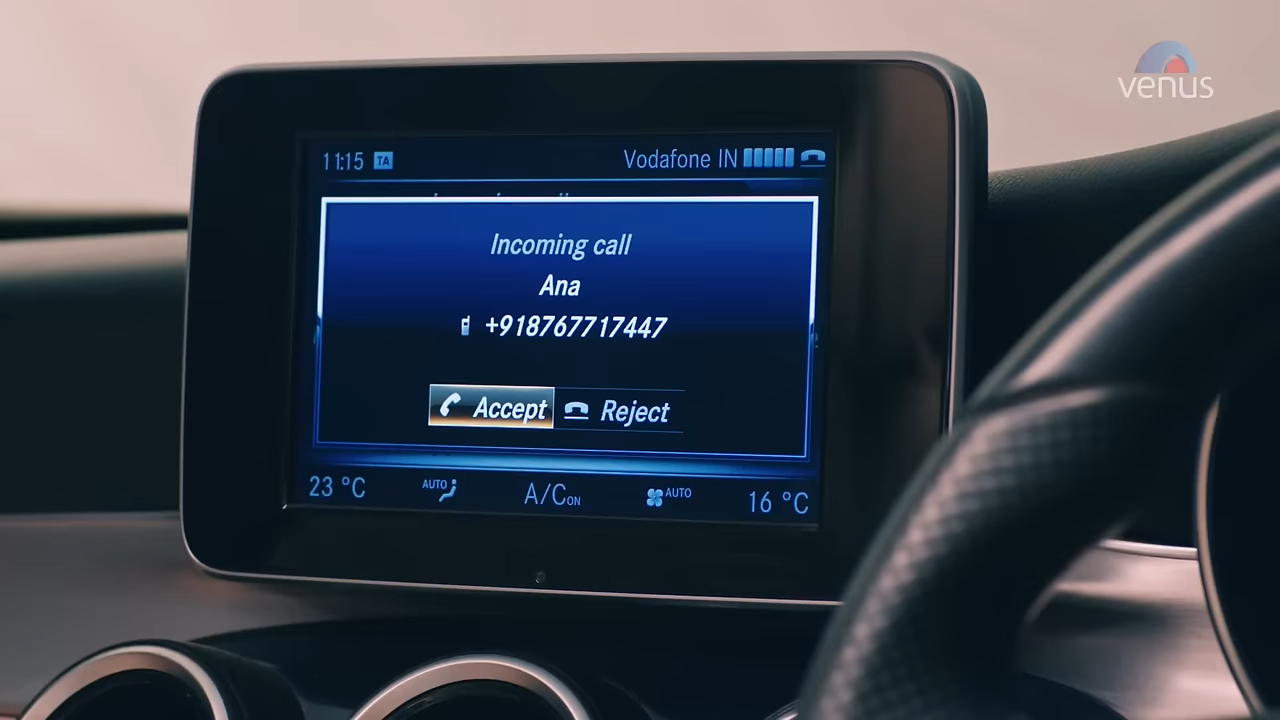 venus
11:15 TA Vodafone IN
Incoming call
Ana
+918767717447
Accept Reject
23 °C AUTO A/C ON AUTO 16 °C